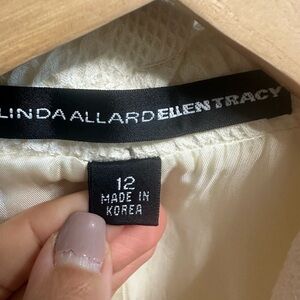 LINDA ALLARD ELLEN TRACY
12
MADE IN
KOREA